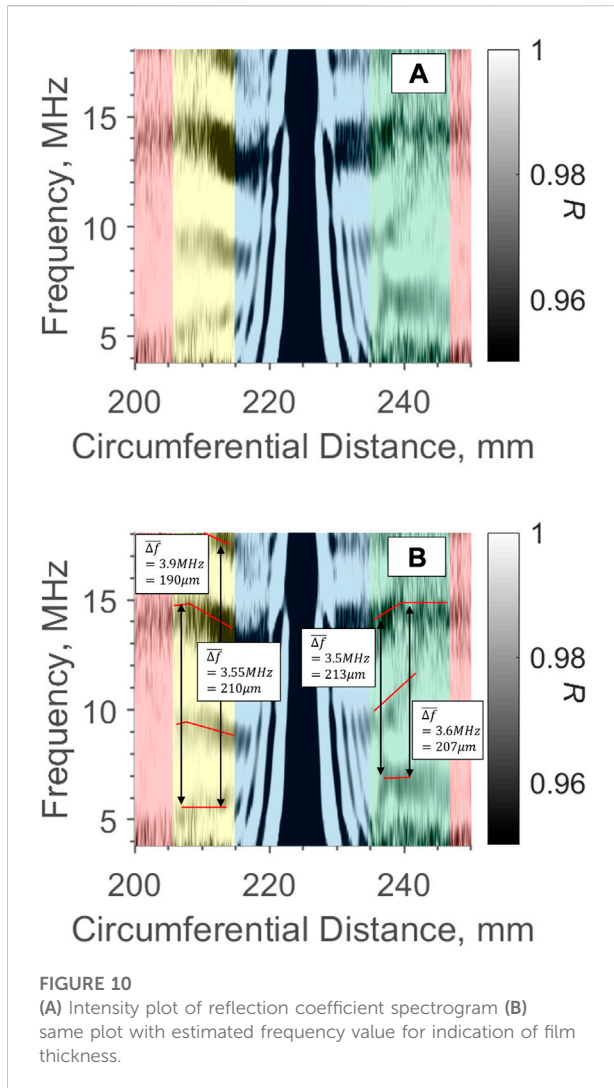 A
15
10
5
Frequency, MHz
200
220
240
Circumferential Distance, mm
1
0.98
0.96
R
B
15
10
5
Frequency, MHz
200
220
240
Circumferential Distance, mm
1
0.98
0.96
R
Δf
= 3.9MHz
= 190μm
Δf
= 3.55MHz
= 210μm
Δf
= 3.5MHz
= 213μm
Δf
= 3.6MHz
= 207μm
FIGURE 10
(A) Intensity plot of reflection coefficient spectrogram (B)
same plot with estimated frequency value for indication of film
thickness.